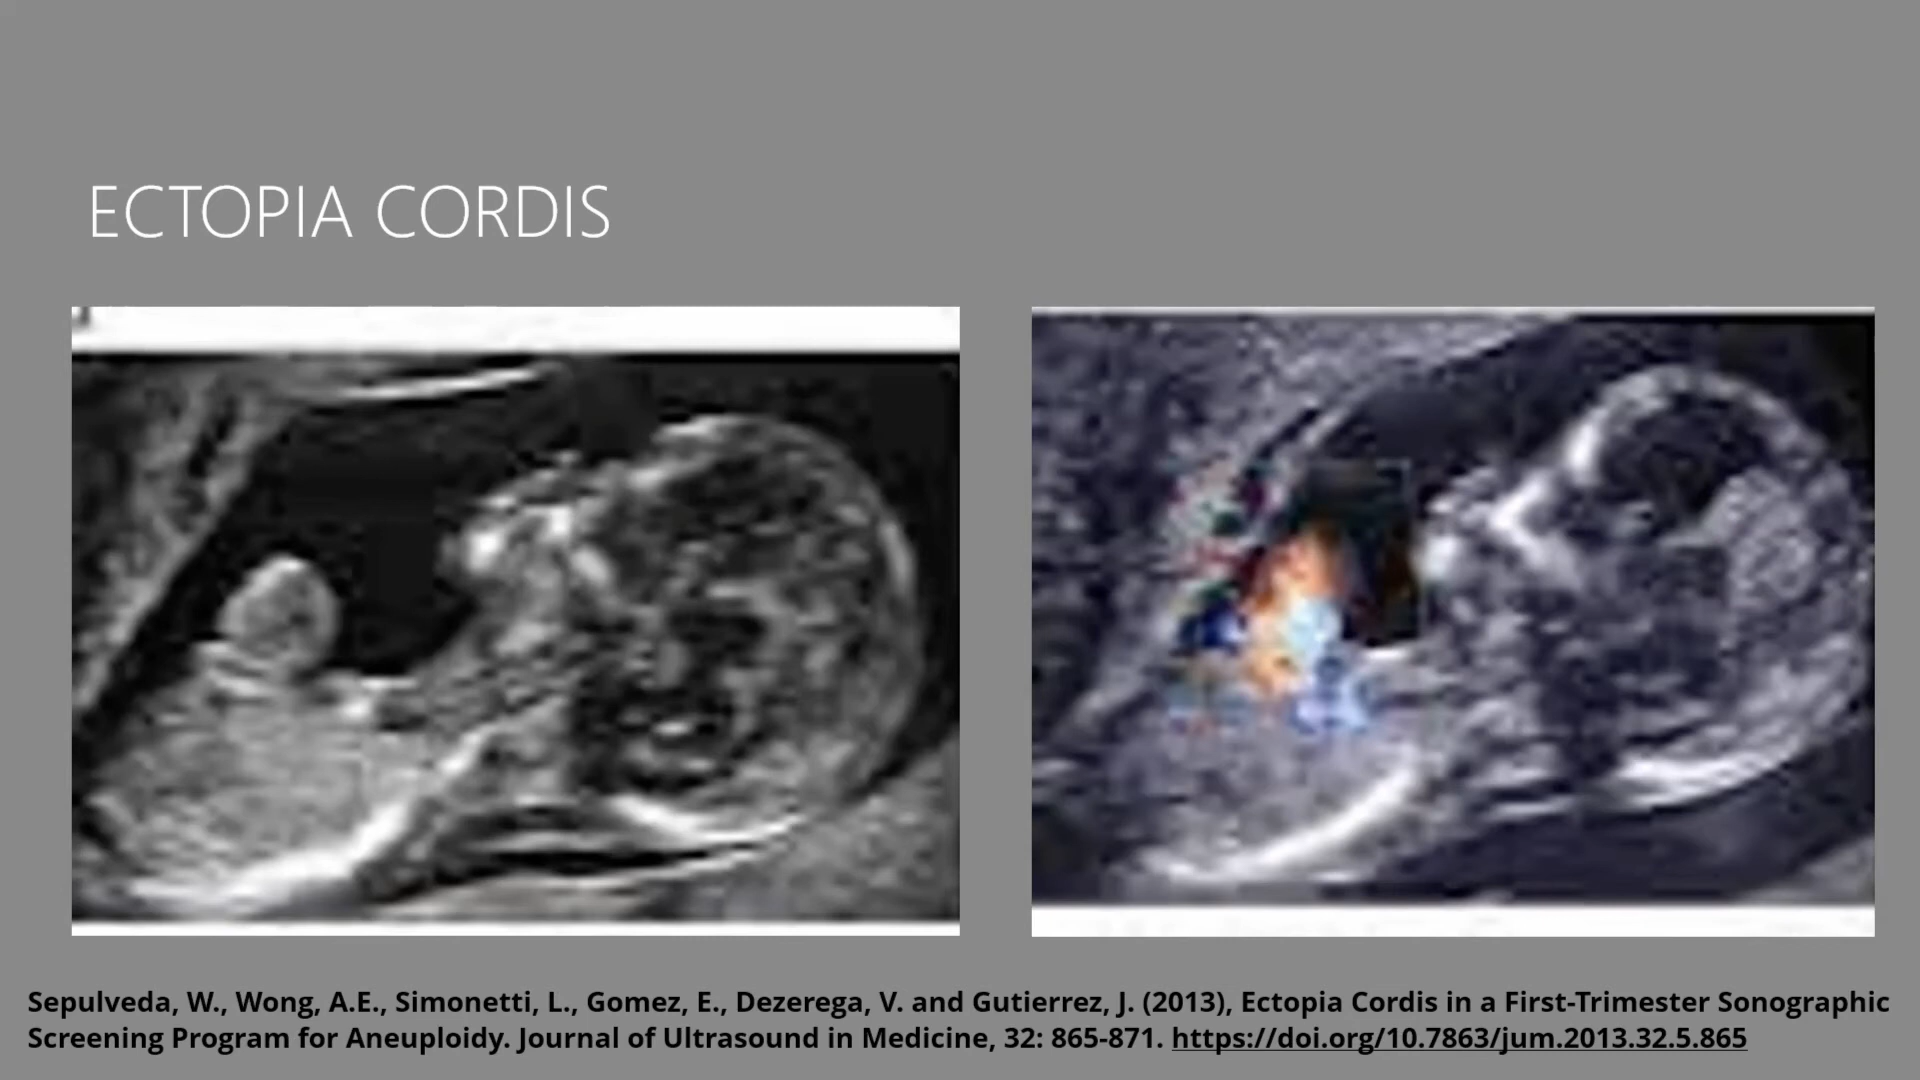 ECTOPIA CORDIS
Sepulveda, W., Wong, A.E., Simonetti, L., Gomez, E., Dezerega, V. and Gutierrez, J. (2013), Ectopia Cordis in a First-Trimester Sonographic
Screening Program for Aneuploidy. Journal of Ultrasound in Medicine, 32: 865-871. https://doi.org/10.7863/jum.2013.32.5.865